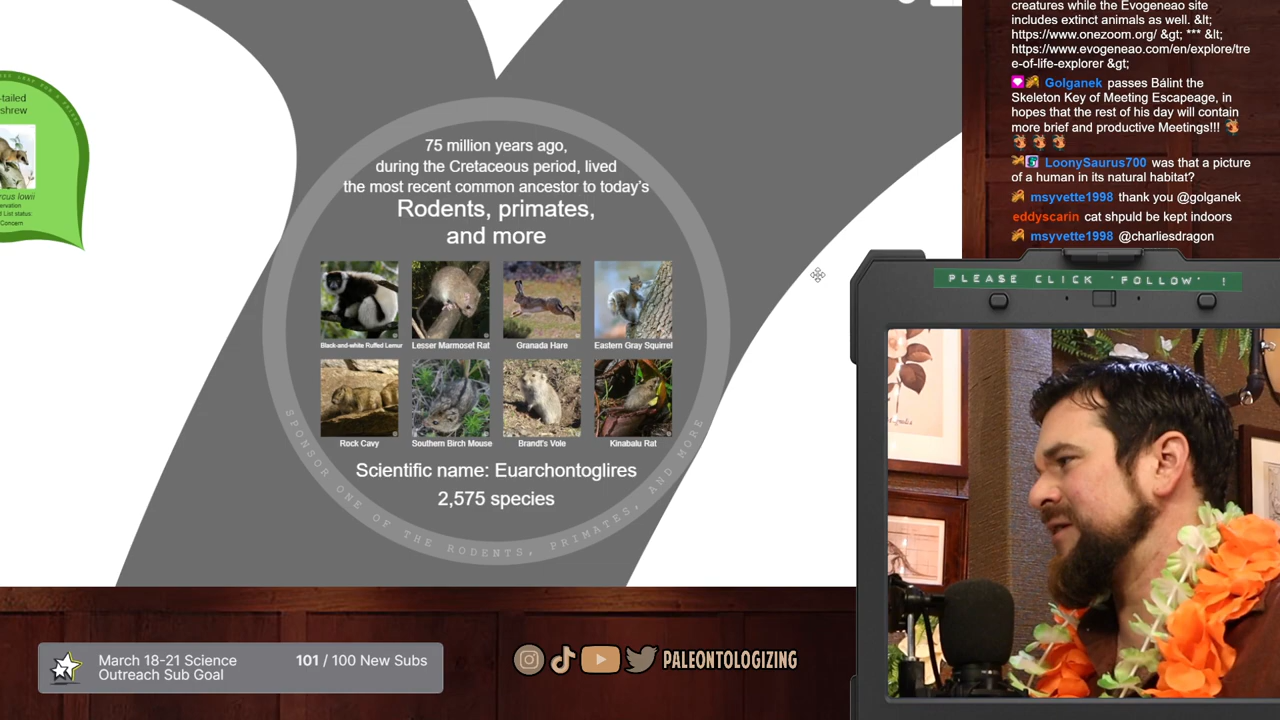 -tailed
shrew
rcus lowii
ervation
d List status:
Concern
75 million years ago,
during the Cretaceous period, lived
the most recent common ancestor to today's
Rodents, primates,
and more
Black-and-white Ruffed Lemur
Lesser Marmoset Rat
Granada Hare
Eastern Gray Squirrel
Rock Cavy
Southern Birch Mouse
Brandt's Vole
Kinabalu Rat
Scientific name: Euarchontoglires
2,575 species
SPONSOR ONE OF THE RODENTS, PRIMATES, AND MORE
creatures while the Evogeneao site
includes extinct animals as well. &lt;
https://www.onezoom.org/ &gt; *** &lt;
https://www.evogeneao.com/en/explore/tre
e-of-life-explorer &gt;
Golganek passes Bálint the
Skeleton Key of Meeting Escapeage, in
hopes that the rest of his day will contain
more brief and productive Meetings!!!
LoonySaurus700 was that a picture
of a human in its natural habitat?
msyvette1998 thank you @golganek
eddyscarin cat shpuld be kept indoors
msyvette1998 @charliesdragon
PLEASE CLICK 'FOLLOW' !
March 18-21 Science
Outreach Sub Goal
101 / 100 New Subs
PALEONTOLOGIZING